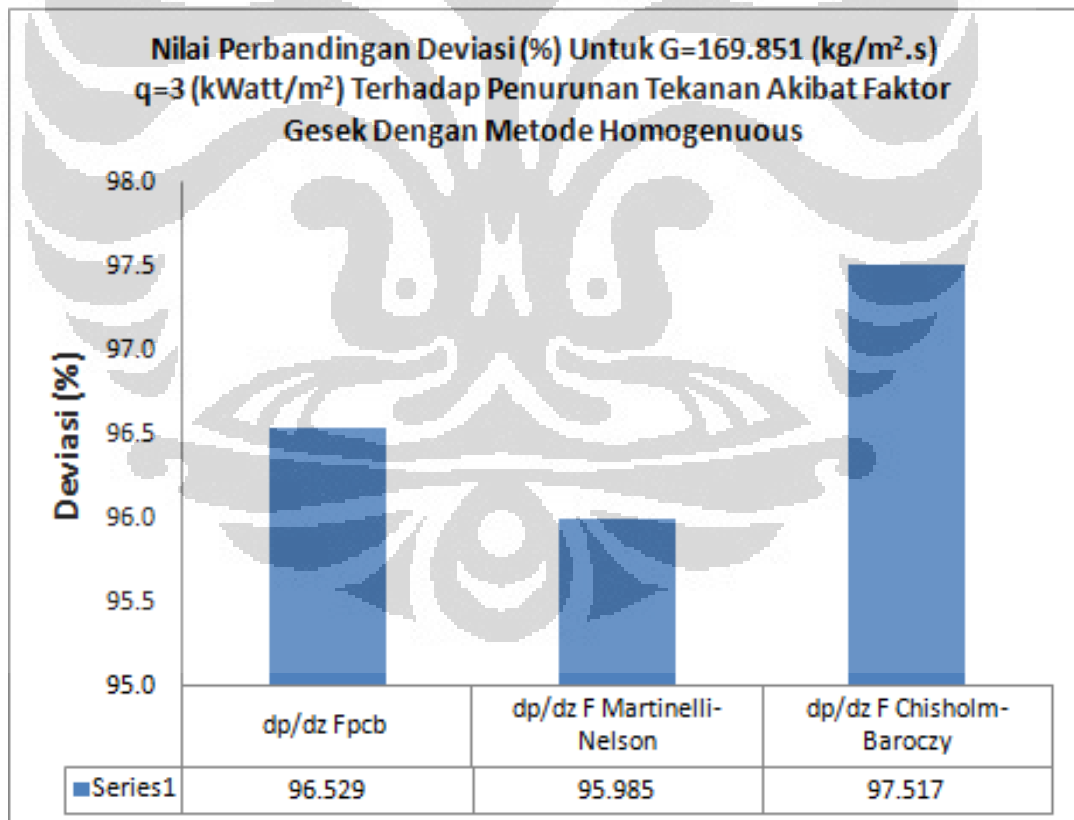 Nilai Perbandingan Deviasi (%) Untuk G=169.851 (kg/m².s)
q=3 (kWatt/m²) Terhadap Penurunan Tekanan Akibat Faktor
Gesek Dengan Metode Homogenuous
98.0
97.5
97.0
96.5
96.0
95.5
95.0
Deviasi (%)
dp/dz Fpcb
dp/dz F Martinelli-
Nelson
dp/dz F Chisholm-
Baroczy
Series1 96.529 95.985 97.517